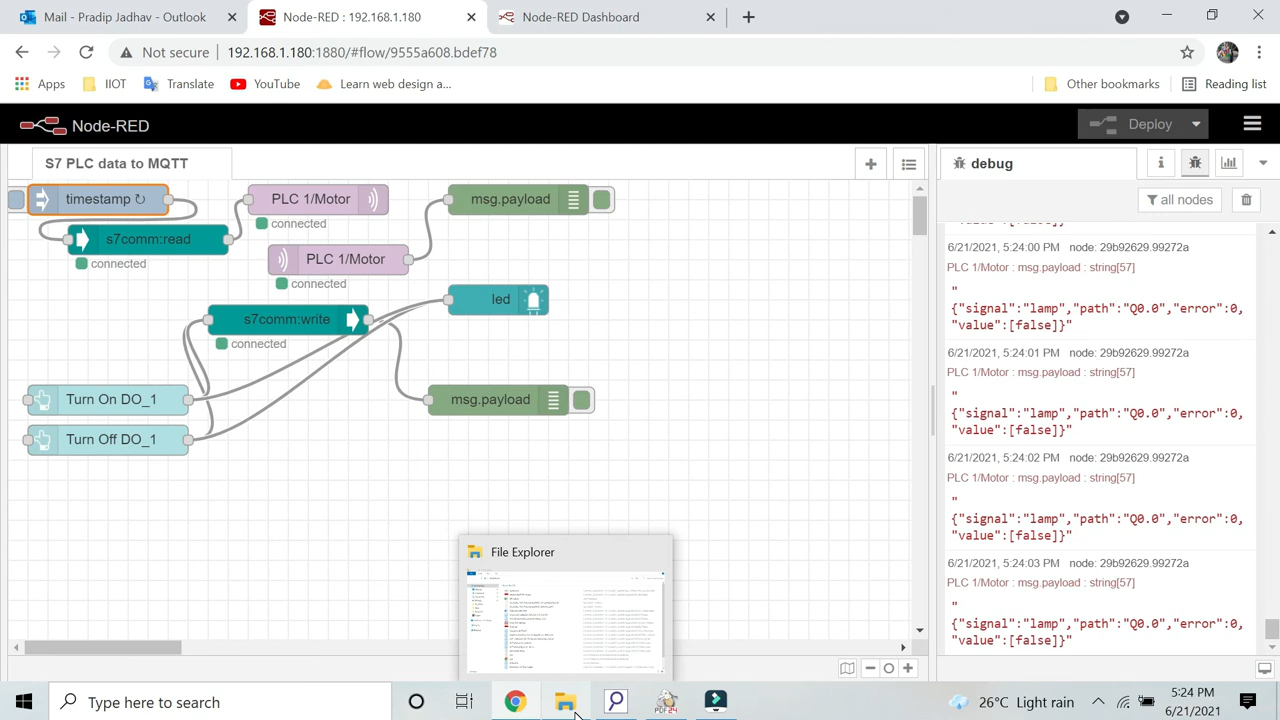 Mail - Pradip Jadhav - Outlook
Node-RED : 192.168.1.180
Node-RED Dashboard
Not secure
192.168.1.180:1880/#flow/9555a608.bdef78
Apps
IIOT
Translate
YouTube
Learn web design a...
Other bookmarks
Reading list
Node-RED
Deploy
S7 PLC data to MQTT
debug
all nodes
timestamp ↻
PLC 1/Motor
msg.payload
connected
s7comm:read
connected
PLC 1/Motor
connected
led
s7comm:write
connected
Turn On DO_1
msg.payload
Turn Off DO_1
"value":[false]}"
6/21/2021, 5:24:00 PM node: 29b92629.99272a
PLC 1/Motor : msg.payload : string[57]
"
{"signal":"lamp","path":"Q0.0","error":0,
"value":[false]}"
6/21/2021, 5:24:01 PM node: 29b92629.99272a
PLC 1/Motor : msg.payload : string[57]
"
{"signal":"lamp","path":"Q0.0","error":0,
"value":[false]}"
6/21/2021, 5:24:02 PM node: 29b92629.99272a
PLC 1/Motor : msg.payload : string[57]
"
{"signal":"lamp","path":"Q0.0","error":0,
"value":[false]}"
6/21/2021, 5:24:03 PM node: 29b92629.99272a
PLC 1/Motor : msg.payload : string[57]
{"signal":"lamp","path":"Q0.0","error":0,
"value":[false]}"
File Explorer
Type here to search
PDF24
26°C Light rain
5:24 PM
6/21/2021